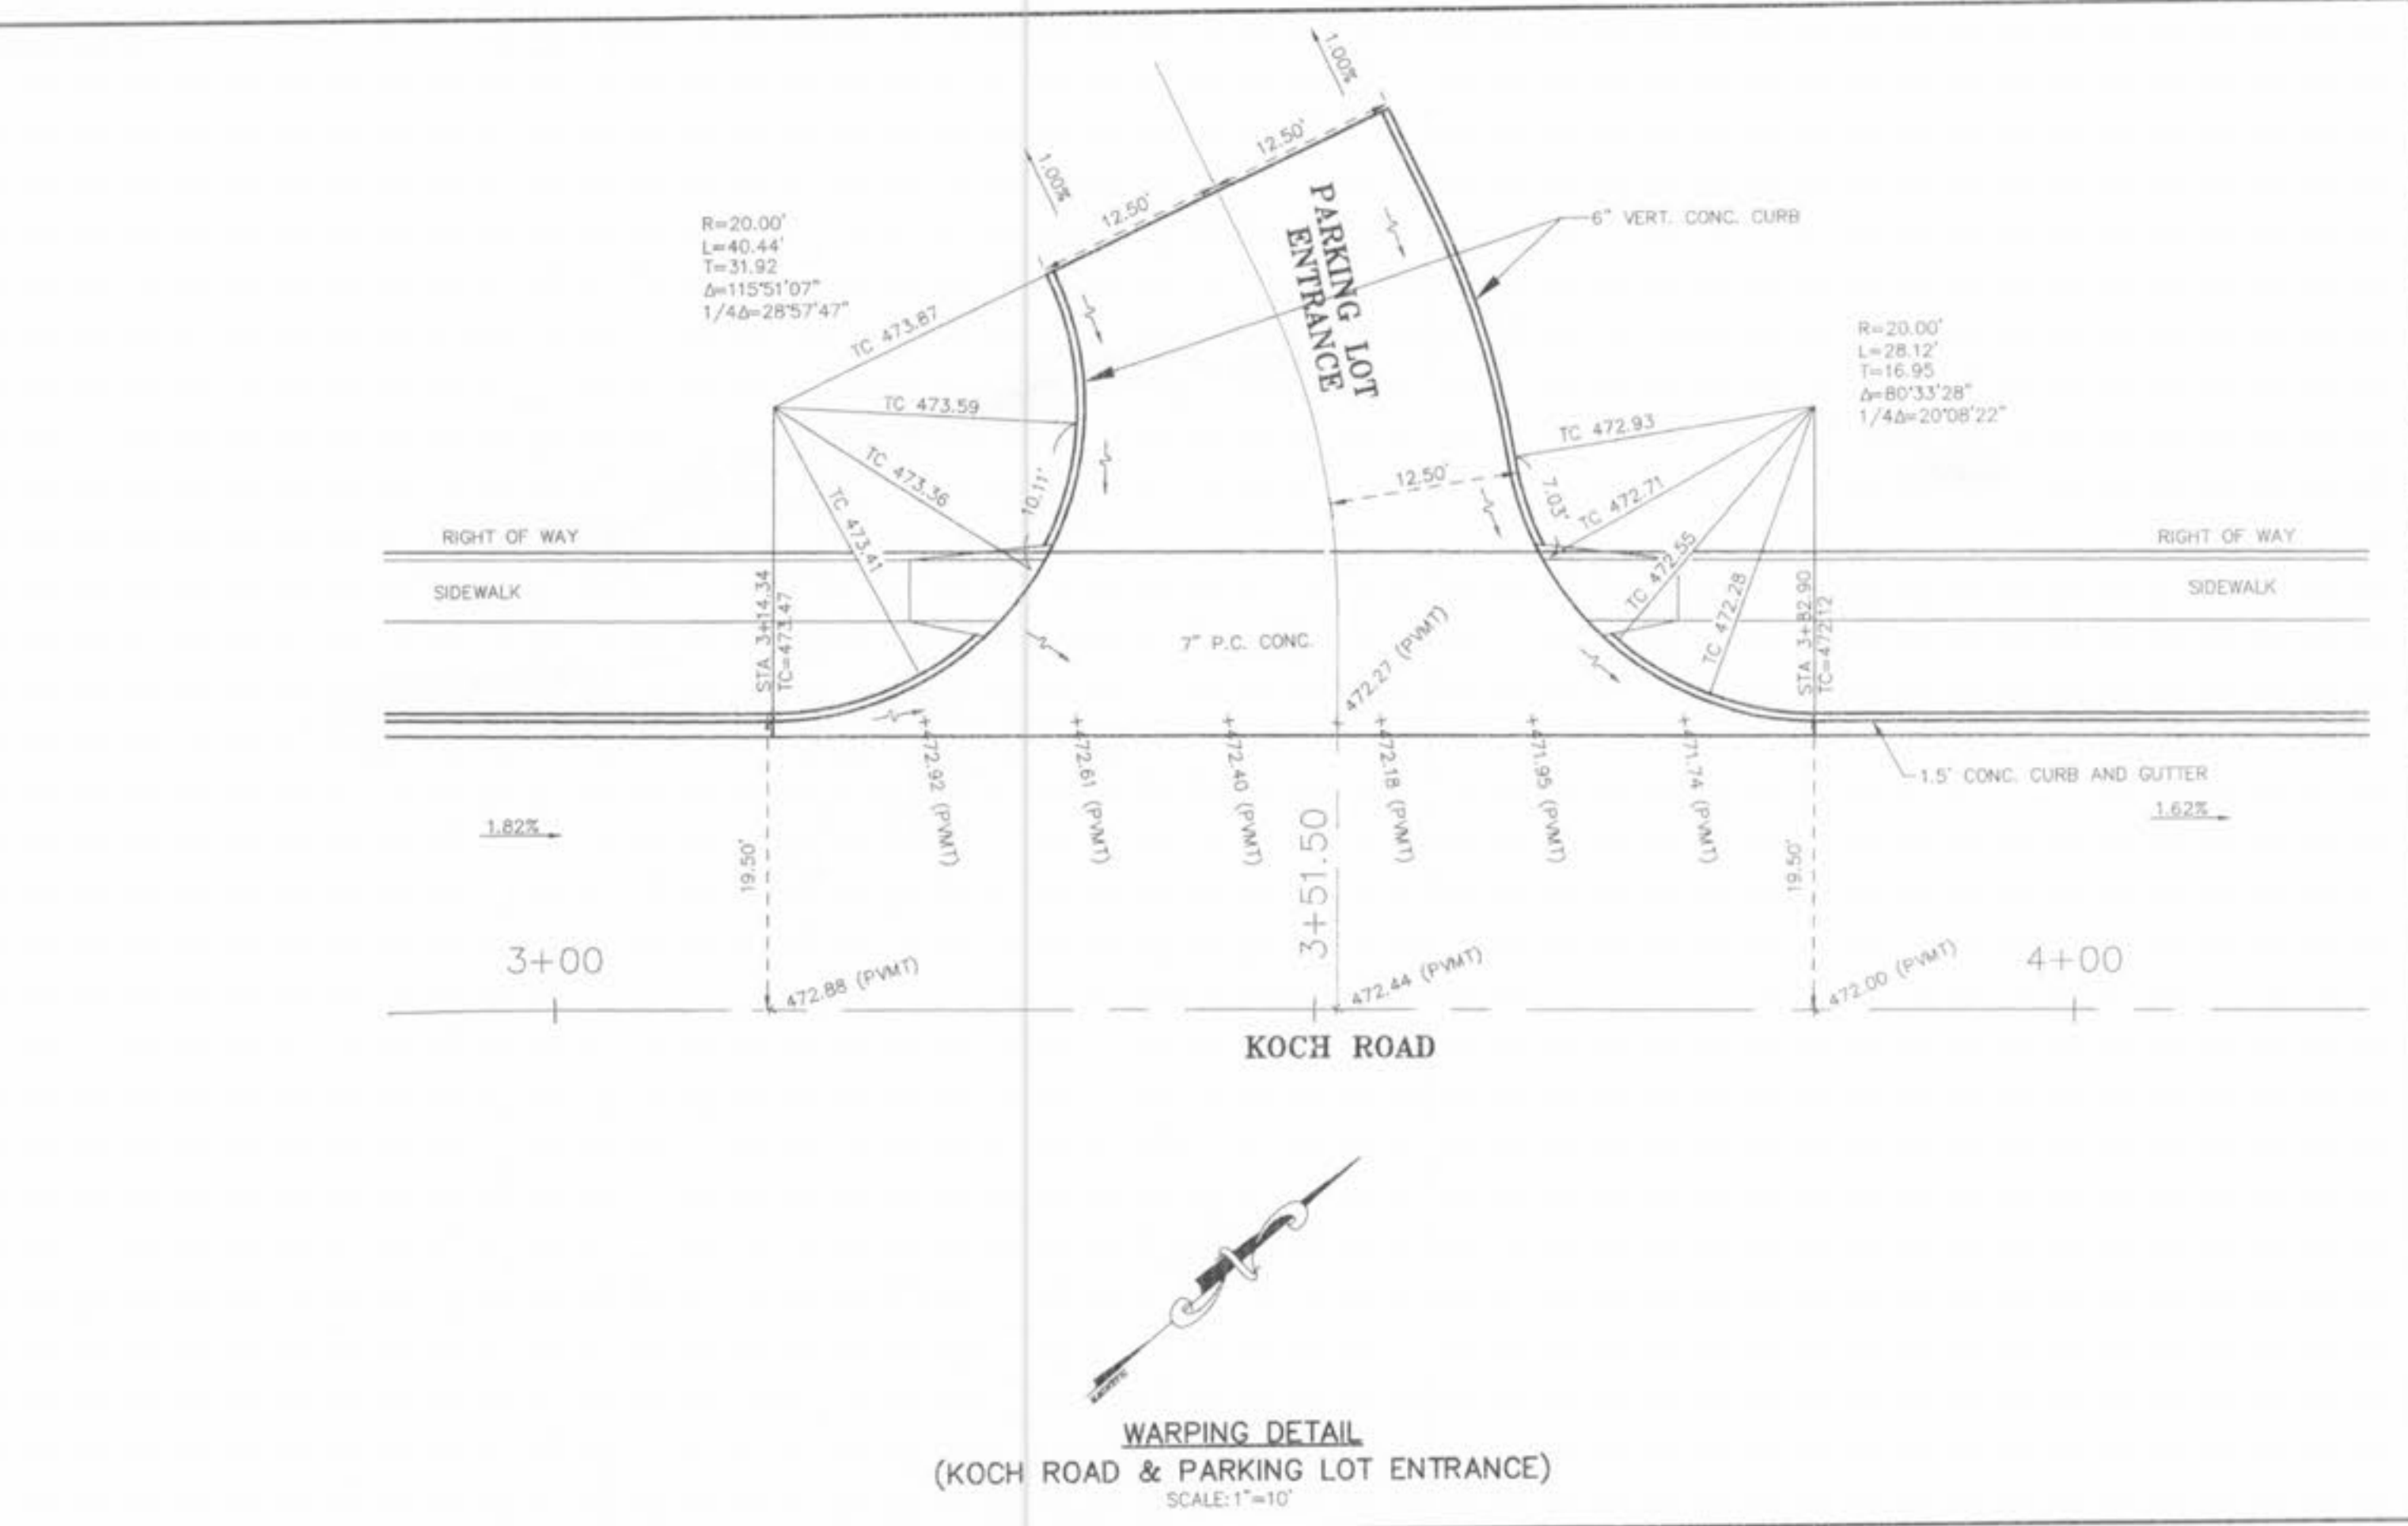 1.00%
12.50'
1.00%
12.50'
PARKING LOT
ENTRANCE
6" VERT. CONC. CURB
R=20.00'
L=40.44'
T=31.92
Δ=115°51'07"
1/4Δ=28°57'47"
R=20.00'
L=28.12'
T=16.95
Δ=80°33'28"
1/4Δ=20°08'22"
TC 473.87
TC 473.59
TC 473.36
TC 473.41
10.11'
STA 3+14.34
TC=473.47
TC 472.93
TC 472.71
TC 472.55
TC 472.28
12.50'
7.03'
STA 3+82.90
TC=472.12
RIGHT OF WAY
SIDEWALK
RIGHT OF WAY
SIDEWALK
7" P.C. CONC.
472.27 (PVMT)
472.92 (PVMT)
472.61 (PVMT)
472.40 (PVMT)
472.18 (PVMT)
471.95 (PVMT)
471.74 (PVMT)
1.5' CONC. CURB AND GUTTER
1.82%
1.62%
19.50'
19.50'
3+51.50
3+00
4+00
472.88 (PVMT)
472.44 (PVMT)
472.00 (PVMT)
KOCH ROAD
WARPING DETAIL
(KOCH ROAD & PARKING LOT ENTRANCE)
SCALE: 1"=10'